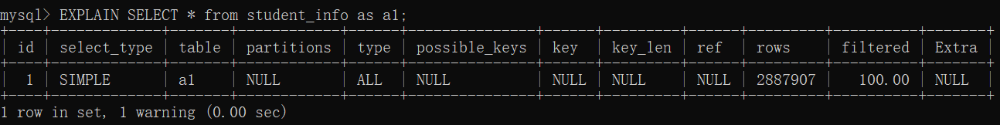 mysql> EXPLAIN SELECT * from student_info as a1;
+----+-------------+-------+------------+------+---------------+------+---------+------+---------+----------+-------+
| id | select_type | table | partitions | type | possible_keys | key | key_len | ref | rows | filtered | Extra |
+----+-------------+-------+------------+------+---------------+------+---------+------+---------+----------+-------+
| 1 | SIMPLE | a1 | NULL | ALL | NULL | NULL | NULL | NULL | 2887907 | 100.00 | NULL |
+----+-------------+-------+------------+------+---------------+------+---------+------+---------+----------+-------+
1 row in set, 1 warning (0.00 sec)